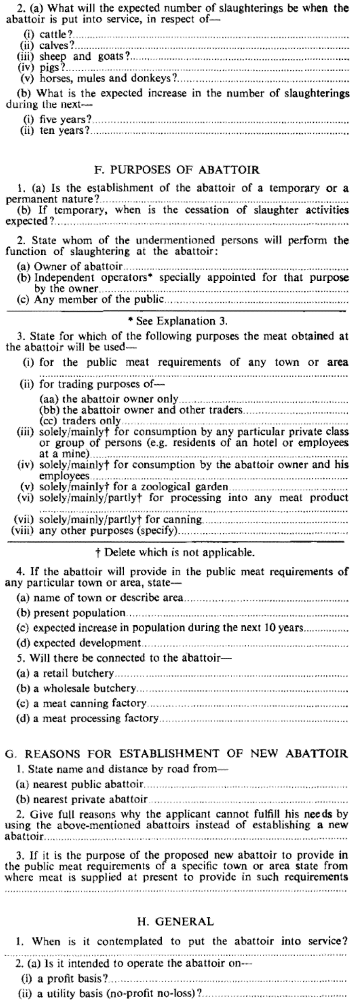 2. (a) What will the expected number of slaughterings be when the
abattoir is put into service, in respect of—
(i) cattle?
(ii) calves?
(iii) sheep and goats?
(iv) pigs?
(v) horses, mules and donkeys?
(b) What is the expected increase in the number of slaughterings
during the next—
(i) five years?
(ii) ten years?
F. PURPOSES OF ABATTOIR
1. (a) Is the establishment of the abattoir of a temporary or a
permanent nature?
(b) If temporary, when is the cessation of slaughter activities
expected?
2. State whom of the undermentioned persons will perform the
function of slaughtering at the abattoir:
(a) Owner of abattoir
(b) Independent operators* specially appointed for that purpose
by the owner
(c) Any member of the public
* See Explanation 3.
3. State for which of the following purposes the meat obtained at
the abattoir will be used—
(i) for the public meat requirements of any town or area
(ii) for trading purposes of—
(aa) the abattoir owner only
(bb) the abattoir owner and other traders
(cc) traders only
(iii) solely/mainly† for consumption by any particular private class
or group of persons (e.g. residents of an hotel or employees
at a mine)
(iv) solely/mainly† for consumption by the abattoir owner and his
employees
(v) solely/mainly† for a zoological garden
(vi) solely/mainly/partly† for processing into any meat product
(vii) solely/mainly/partly† for canning
(viii) any other purposes (specify)
† Delete which is not applicable.
4. If the abattoir will provide in the public meat requirements of
any particular town or area, state—
(a) name of town or describe area
(b) present population
(c) expected increase in population during the next 10 years
(d) expected development
5. Will there be connected to the abattoir—
(a) a retail butchery
(b) a wholesale butchery
(c) a meat canning factory
(d) a meat processing factory
G. REASONS FOR ESTABLISHMENT OF NEW ABATTOIR
1. State name and distance by road from—
(a) nearest public abattoir
(b) nearest private abattoir
2. Give full reasons why the applicant cannot fulfill his needs by
using the above-mentioned abattoirs instead of establishing a new
abattoir
3. If it is the purpose of the proposed new abattoir to provide in
the public meat requirements of a specific town or area state from
where meat is supplied at present to provide in such requirements
H. GENERAL
1. When is it contemplated to put the abattoir into service?
2. (a) Is it intended to operate the abattoir on—
(i) a profit basis?
(ii) a utility basis (no-profit no-loss)?